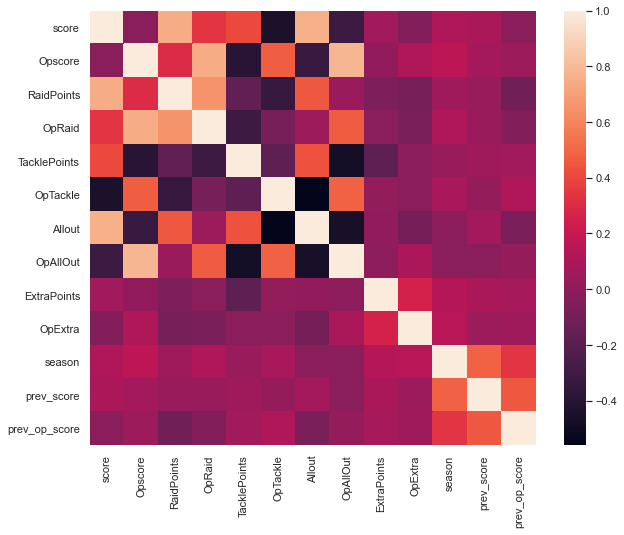 score
Opscore
RaidPoints
OpRaid
TacklePoints
OpTackle
Allout
OpAllOut
ExtraPoints
OpExtra
season
prev_score
prev_op_score
score
Opscore
RaidPoints
OpRaid
TacklePoints
OpTackle
Allout
OpAllOut
ExtraPoints
OpExtra
season
prev_score
prev_op_score
1.0
0.8
0.6
0.4
0.2
0.0
−0.2
−0.4